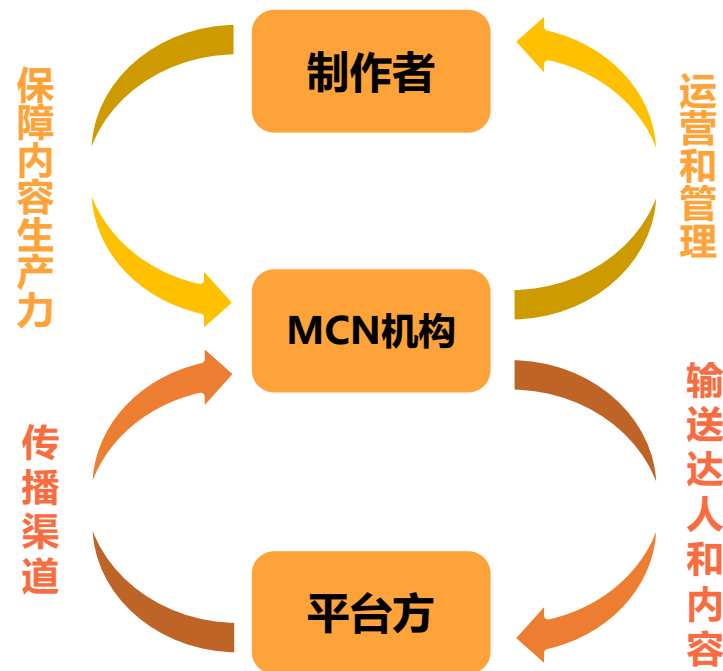 制作者
保障内容生产力
运营和管理
MCN机构
传播渠道
输送达人和内容
平台方